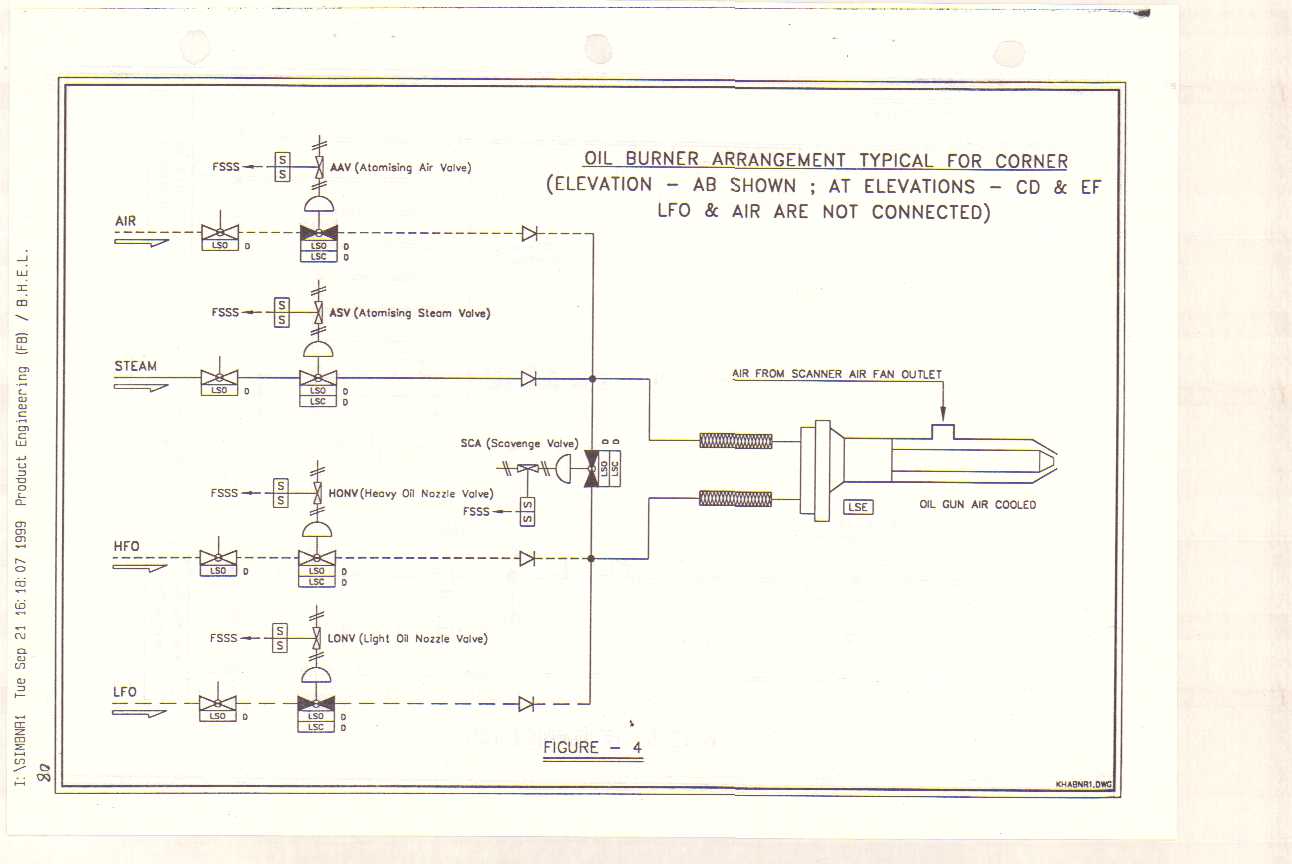 OIL BURNER ARRANGEMENT TYPICAL FOR CORNER
(ELEVATION - AB SHOWN ; AT ELEVATIONS - CD & EF
LFO & AIR ARE NOT CONNECTED)
FSSS
S
S
AAV (Atomising Air Valve)
AIR
LSO
D
LSO
D
LSC
D
FSSS
S
S
ASV (Atomising Steam Valve)
STEAM
LSO
D
LSO
D
LSC
D
AIR FROM SCANNER AIR FAN OUTLET
SCA (Scavenge Valve)
D
D
LSO
LSC
FSSS
S
S
FSSS
S
S
HONV (Heavy Oil Nozzle Valve)
LSE
OIL GUN AIR COOLED
HFO
LSO
D
LSO
D
LSC
D
FSSS
S
S
LONV (Light Oil Nozzle Valve)
LFO
LSO
D
LSO
D
LSC
D
FIGURE - 4
KHABNR1.DWG
I:\SIMBNR1 Tue Sep 21 16:18:07 1999 Product Engineering (FB) / B.H.E.L.
80